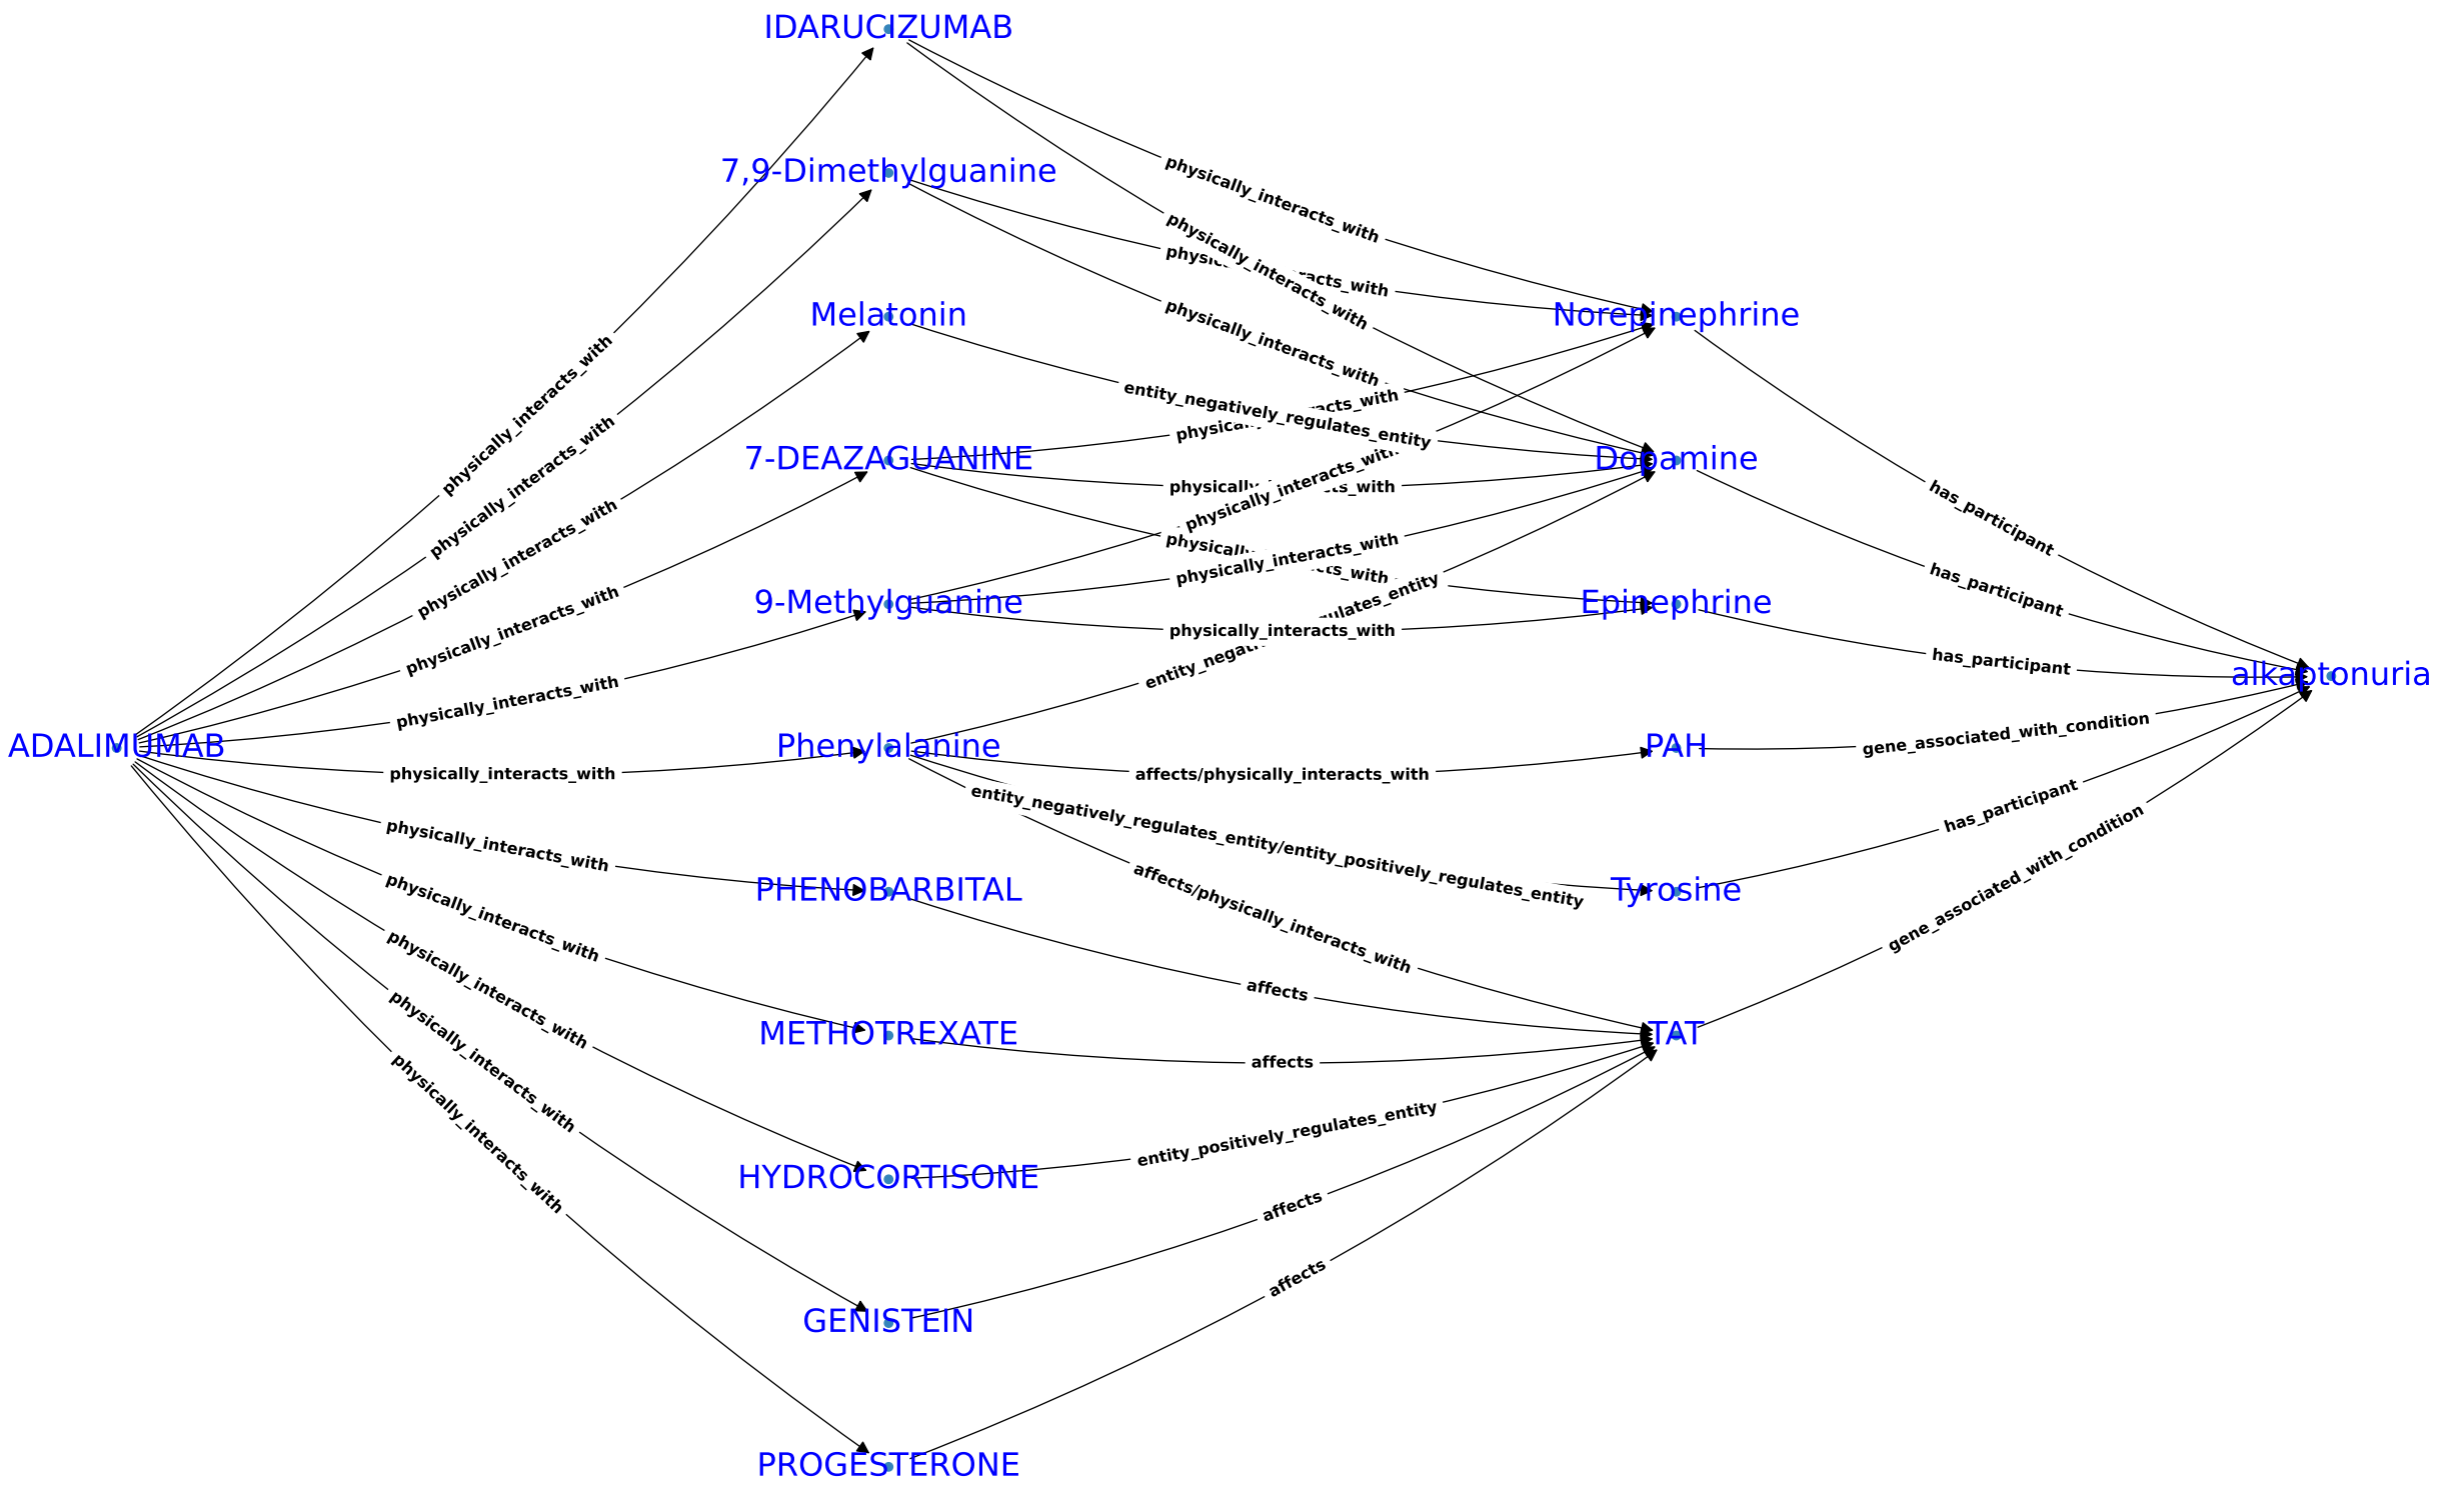 IDARUCIZUMAB
7,9-Dimethylguanine
Melatonin
7-DEAZAGUANINE
9-Methylguanine
ADALIMUMAB
Phenylalanine
PHENOBARBITAL
METHOTREXATE
HYDROCORTISONE
GENISTEIN
PROGESTERONE
Norepinephrine
Dopamine
Epinephrine
PAH
Tyrosine
TAT
alkaptonuria
physically_interacts_with
physically_interacts_with
physically_interacts_with
physically_interacts_with
physically_interacts_with
physically_interacts_with
physically_interacts_with
physically_interacts_with
physically_interacts_with
physically_interacts_with
physically_interacts_with
physically_interacts_with
physically_interacts_with
physically_interacts_with
entity_negatively_regulates_entity
physically_interacts_with
physically_interacts_with
physically_interacts_with
affects/physically_interacts_with
entity_negatively_regulates_entity/entity_positively_regulates_entity
affects/physically_interacts_with
affects
affects
entity_positively_regulates_entity
affects
affects
has_participant
has_participant
has_participant
gene_associated_with_condition
has_participant
gene_associated_with_condition